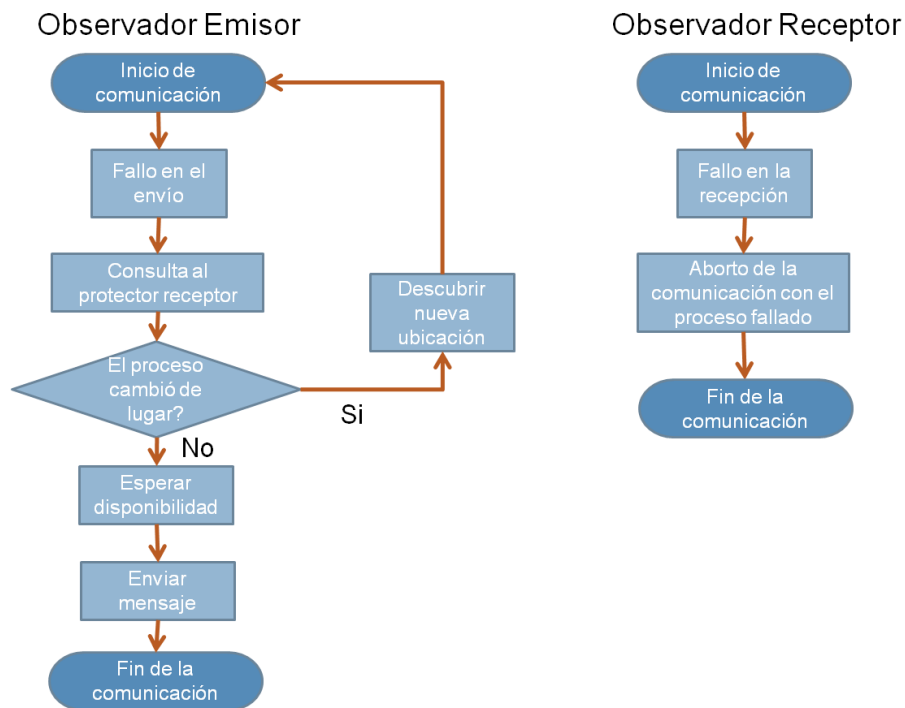 Observador Emisor
Inicio de
comunicación
Fallo en el
envío
Consulta al
protector receptor
El proceso
cambió de
lugar?
Si
Descubrir
nueva
ubicación
No
Esperar
disponibilidad
Enviar
mensaje
Fin de la
comunicación
Observador Receptor
Inicio de
comunicación
Fallo en la
recepción
Aborto de la
comunicación con el
proceso fallado
Fin de la
comunicación